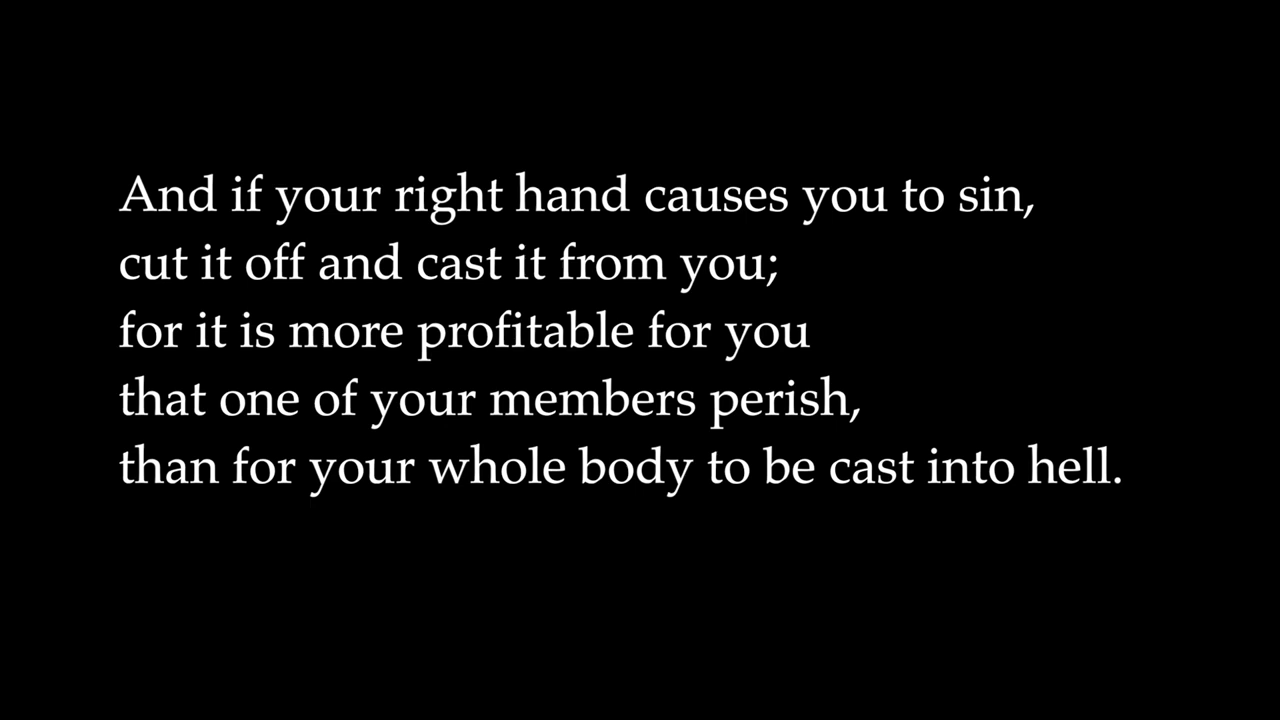 And if your right hand causes you to sin,
cut it off and cast it from you;
for it is more profitable for you
that one of your members perish,
than for your whole body to be cast into hell.